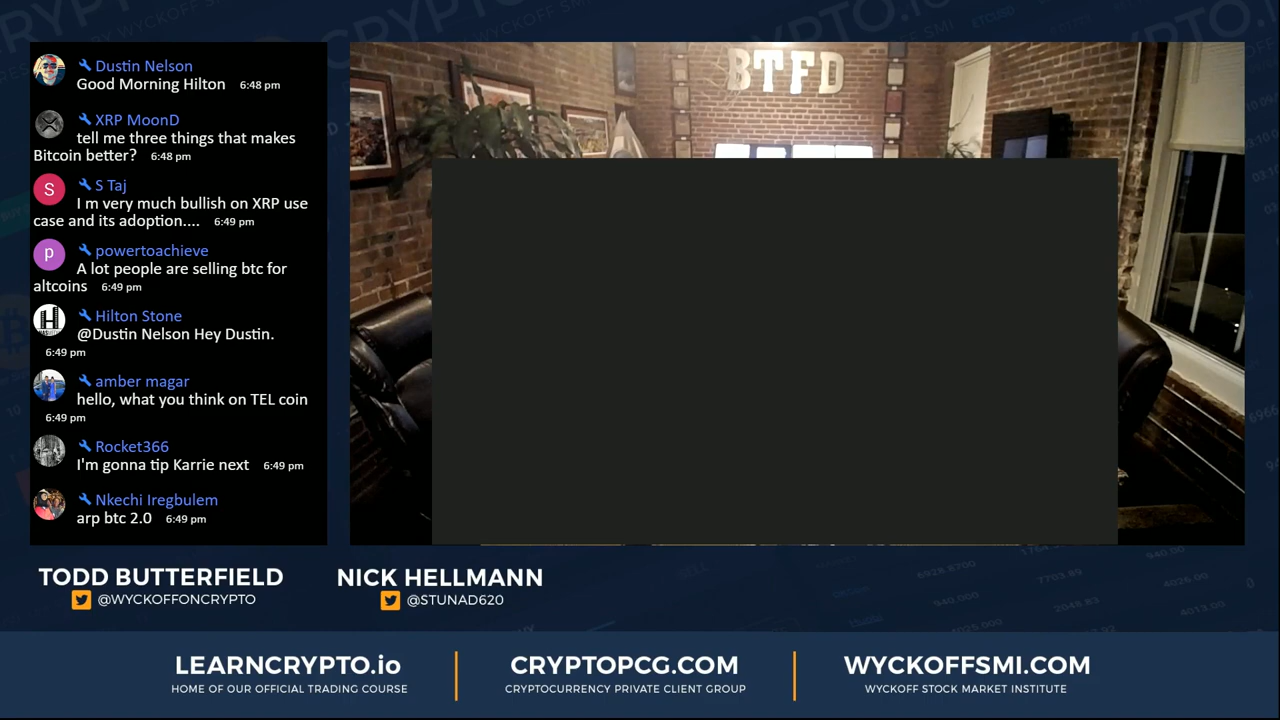 Dustin Nelson
Good Morning Hilton 6:48 pm
XRP MoonD
tell me three things that makes
Bitcoin better? 6:48 pm
S
S Taj
I m very much bullish on XRP use
case and its adoption.... 6:49 pm
p
powertoachieve
A lot people are selling btc for
altcoins 6:49 pm
Hilton Stone
@Dustin Nelson Hey Dustin.
6:49 pm
amber magar
hello, what you think on TEL coin
6:49 pm
Rocket366
I'm gonna tip Karrie next 6:49 pm
Nkechi Iregbulem
arp btc 2.0 6:49 pm
BTFD
TODD BUTTERFIELD
@WYCKOFFONCRYPTO
NICK HELLMANN
@STUNAD620
LEARNCRYPTO.io
HOME OF OUR OFFICIAL TRADING COURSE
CRYPTOPCG.COM
CRYPTOCURRENCY PRIVATE CLIENT GROUP
WYCKOFFSMI.COM
WYCKOFF STOCK MARKET INSTITUTE